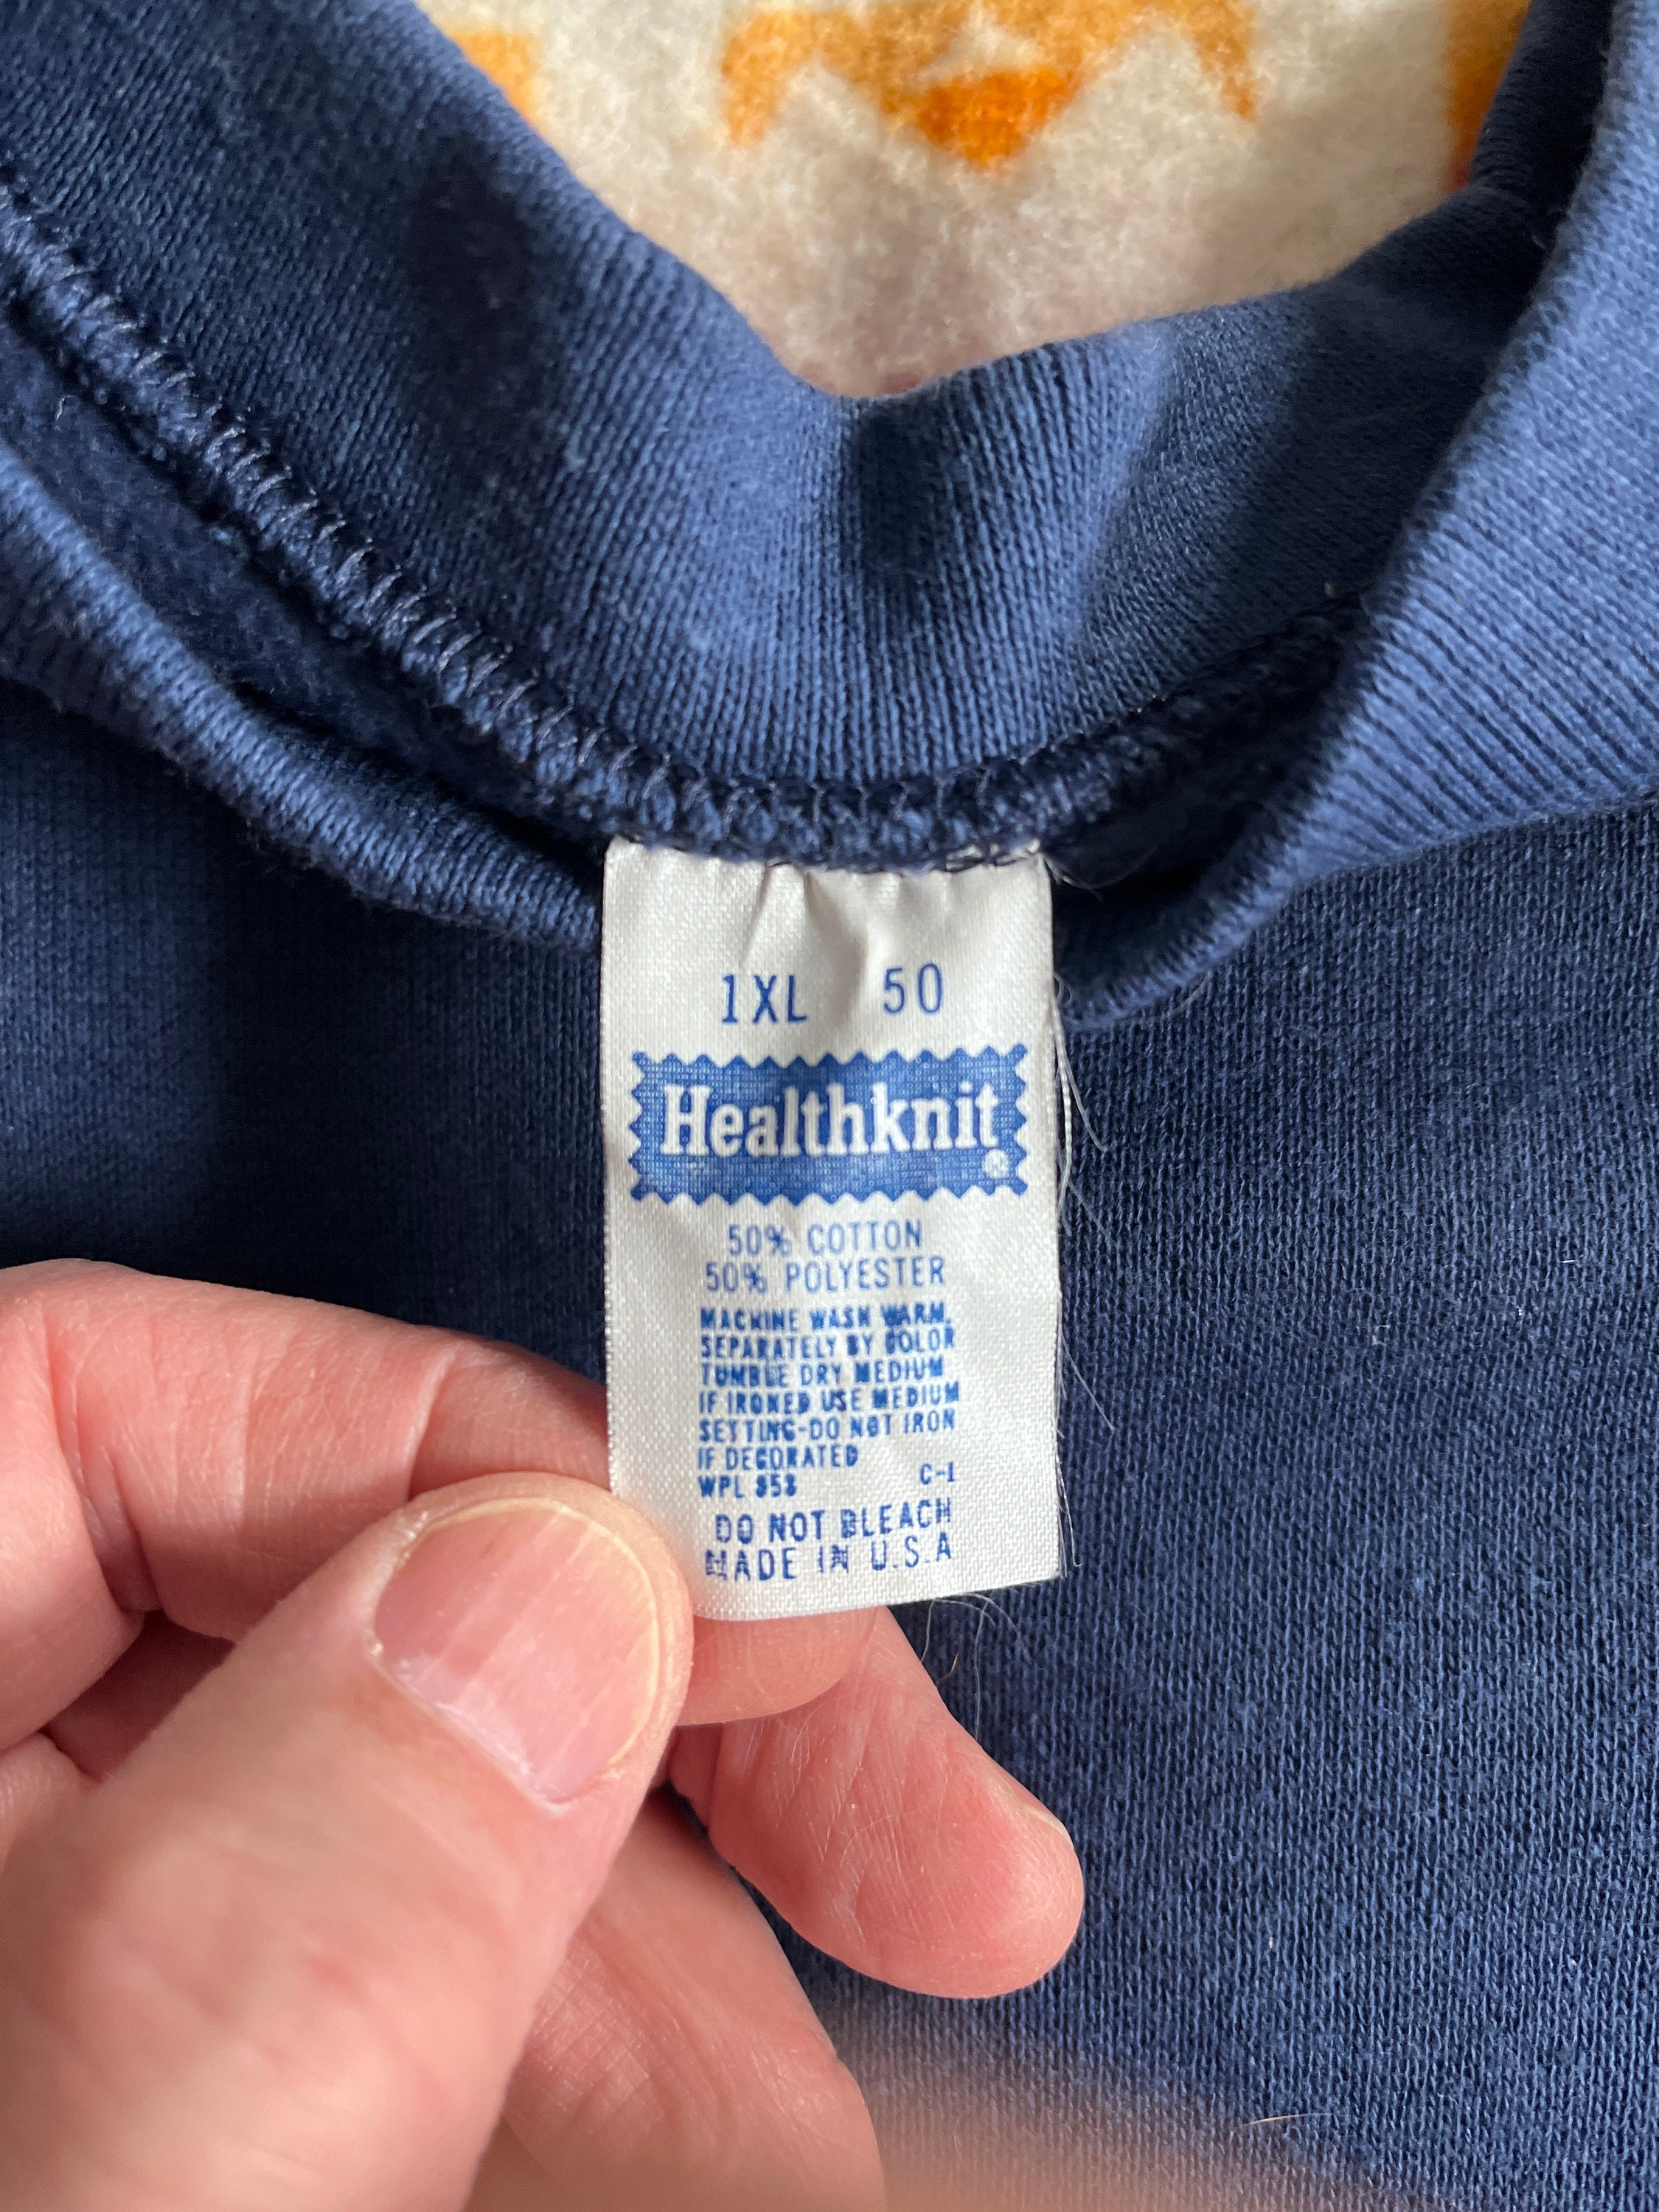 1XL 50
Healthknit ®
50% COTTON
50% POLYESTER
MACHINE WASH WARM.
SEPARATELY BY COLOR
TUMBLE DRY MEDIUM
IF IRONED USE MEDIUM
SETTING-DO NOT IRON
IF DECORATED
WPL C-1
DO NOT BLEACH
MADE IN U.S.A